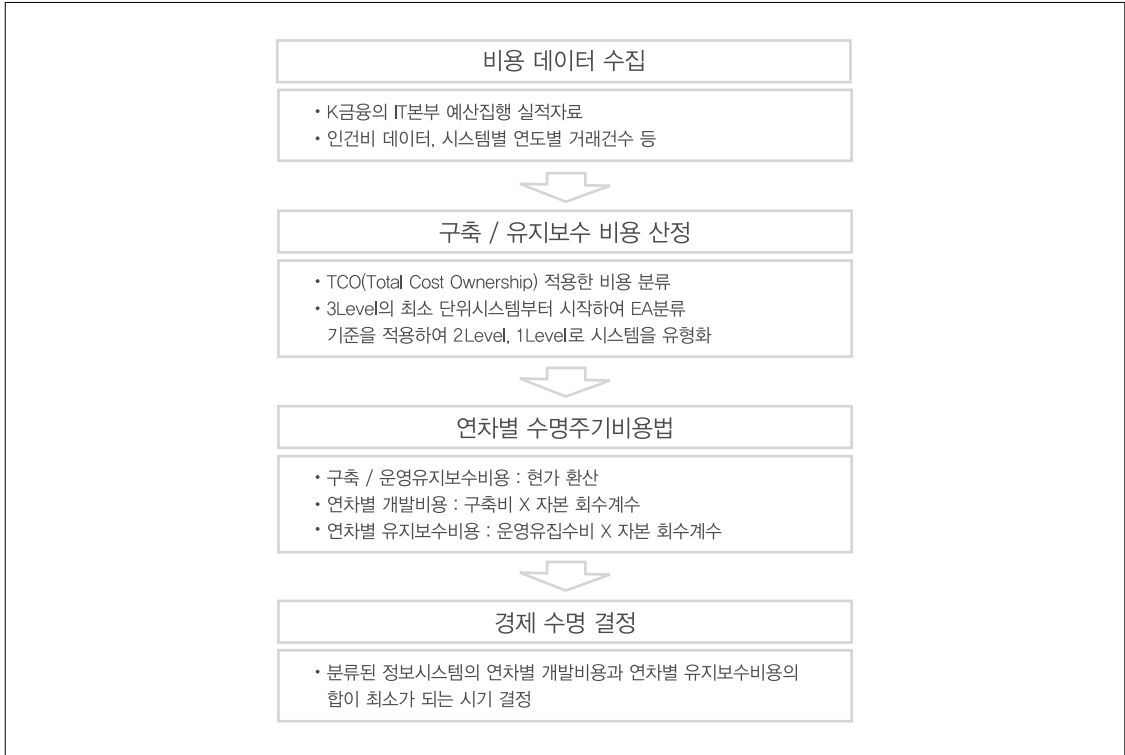 비용 데이터 수집
• K금융의 IT본부 예산집행 실적자료
• 인건비 데이터, 시스템별 연도별 거래건수 등
구축 / 유지보수 비용 산정
• TCO(Total Cost Ownership) 적용한 비용 분류
• 3Level의 최소 단위시스템부터 시작하여 EA분류
기준을 적용하여 2Level, 1Level로 시스템을 유형화
연차별 수명주기비용법
• 구축 / 운영유지보수비용 : 현가 환산
• 연차별 개발비용 : 구축비 X 자본 회수계수
• 연차별 유지보수비용 : 운영유집수비 X 자본 회수계수
경제 수명 결정
• 분류된 정보시스템의 연차별 개발비용과 연차별 유지보수비용의
합이 최소가 되는 시기 결정